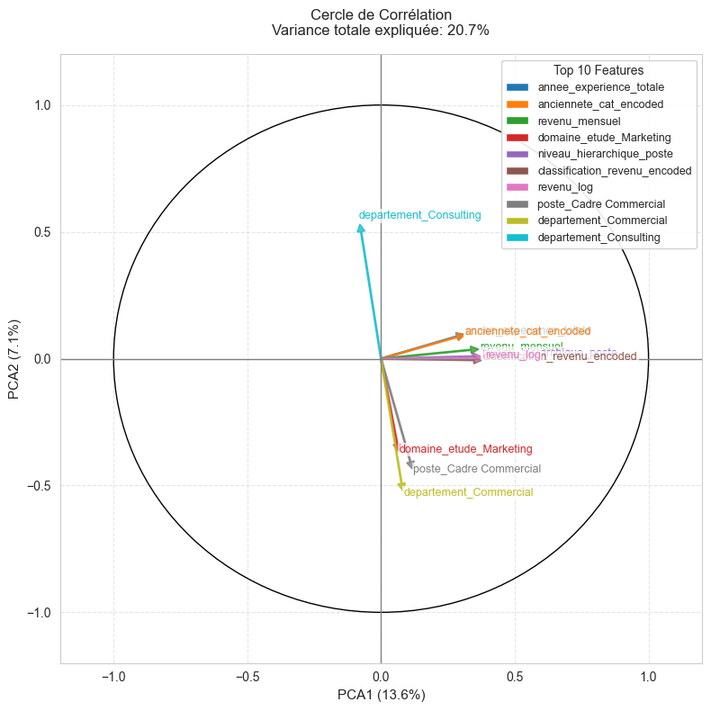 Cercle de Corrélation
Variance totale expliquée: 20.7%
Top 10 Features
annee_experience_totale
anciennete_cat_encoded
revenu_mensuel
domaine_etude_Marketing
niveau_hierarchique_poste
classification_revenu_encoded
revenu_log
poste_Cadre Commercial
departement_Commercial
departement_Consulting
departement_Consulting
anciennete_cat_encoded
revenu_mensuel
revenu_log
n_revenu_encoded
domaine_etude_Marketing
poste_Cadre Commercial
departement_Commercial
1.0
0.5
0.0
−0.5
−1.0
PCA2 (7.1%)
−1.0
−0.5
0.0
0.5
1.0
PCA1 (13.6%)